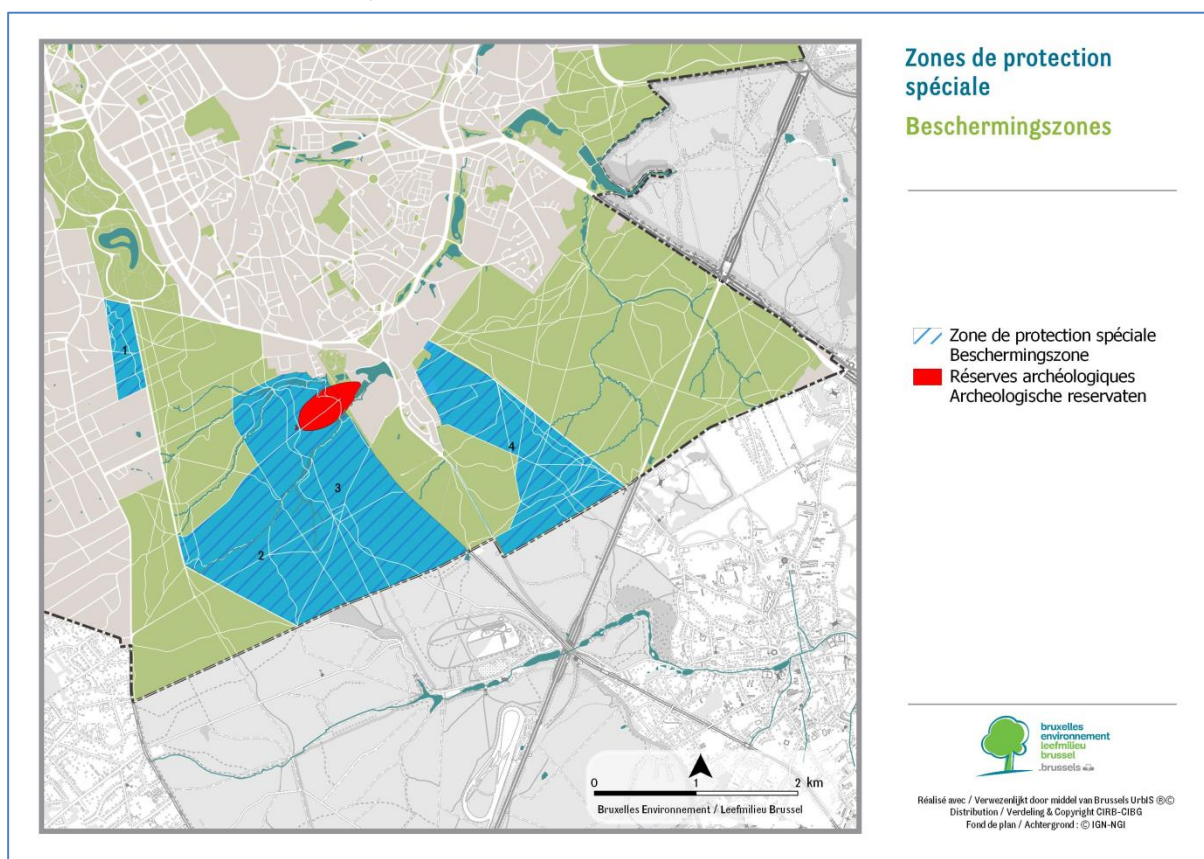 Zones de protection
spéciale
Beschermingszones
Zone de protection spéciale
Beschermingszone
Réserves archéologiques
Archeologische reservaten
1
2
3
4
0 1 2 km
Bruxelles Environnement / Leefmilieu Brussel
bruxelles
environnement
leefmilieu
brussel
.brussels
Réalisé avec / Verwezenlijkt door middel van Brussels UrbIS ®©
Distribution / Verdeling & Copyright CIRB-CIBG
Fond de plan / Achtergrond : © IGN-NGI